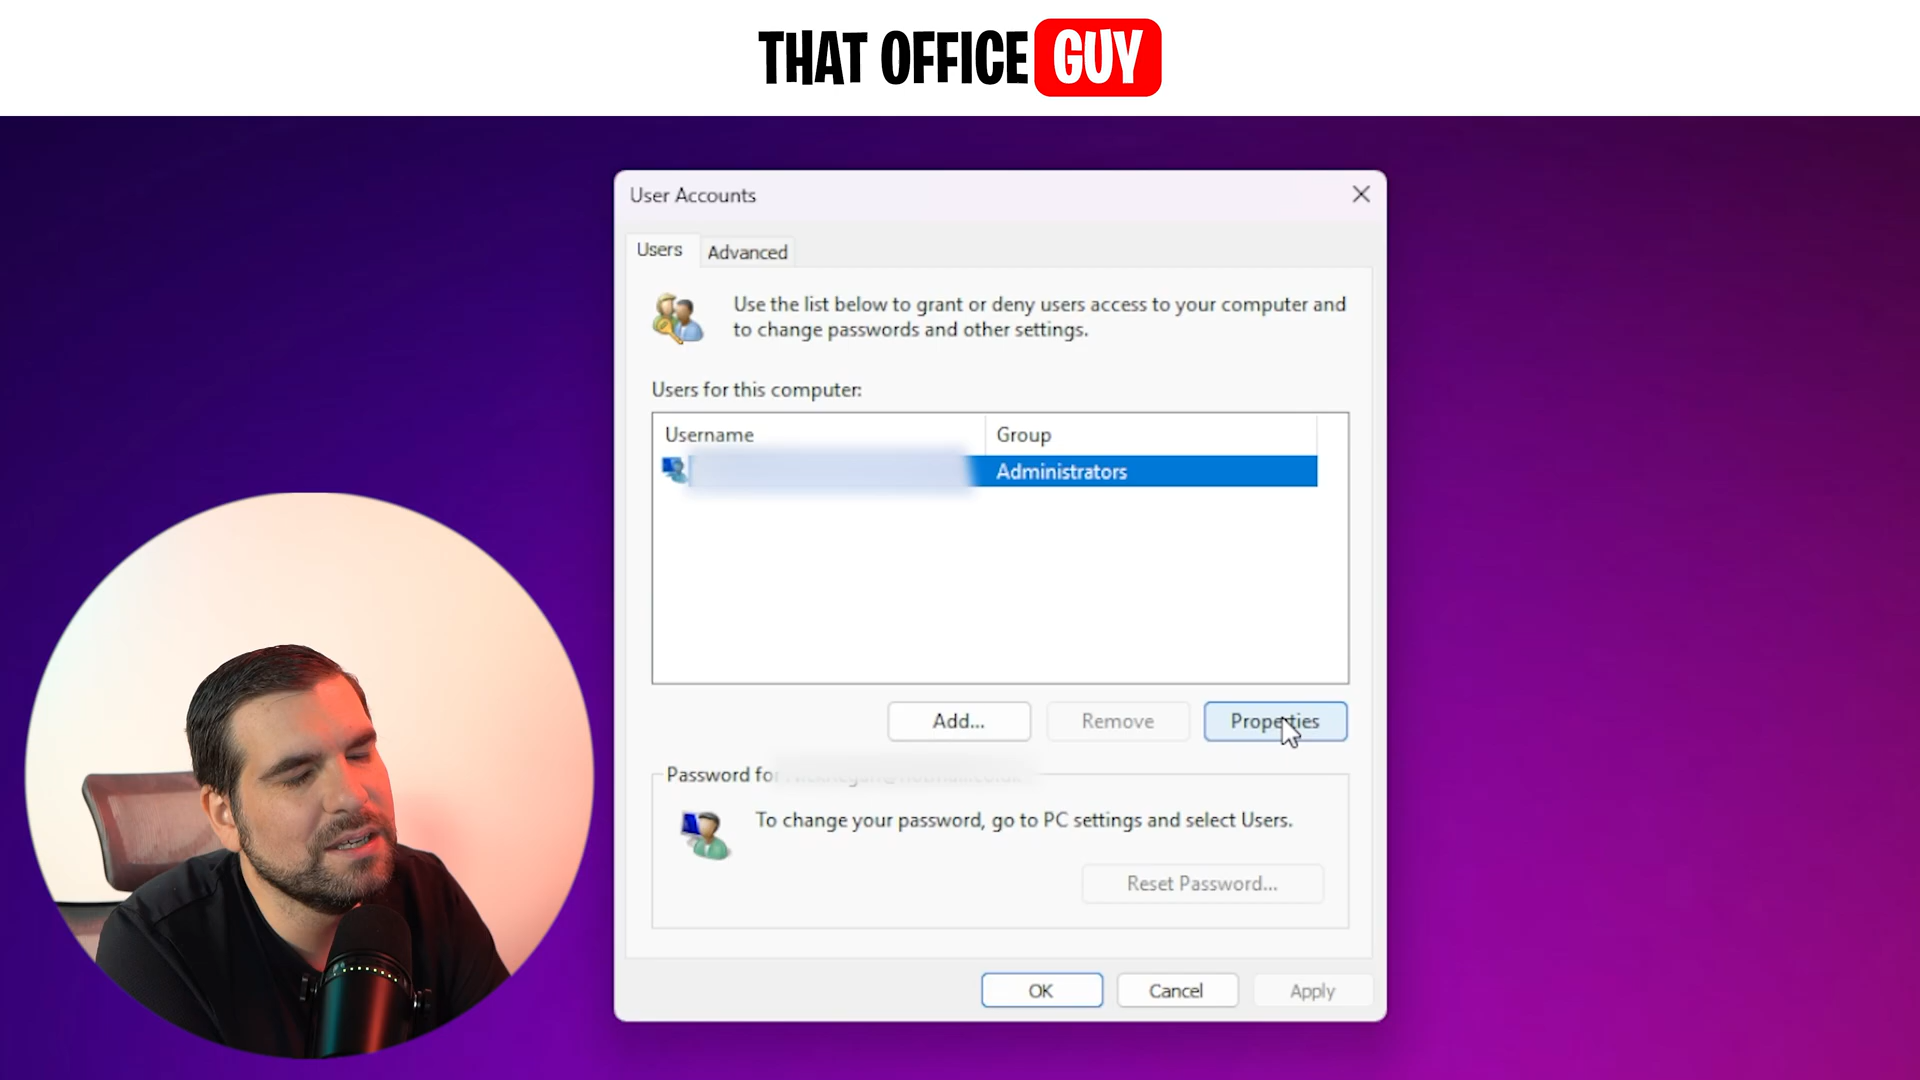 THAT OFFICE GUY
User Accounts
Users
Advanced
Use the list below to grant or deny users access to your computer and
to change passwords and other settings.
Users for this computer:
Username
Group
Administrators
Add...
Remove
Properties
Password for
To change your password, go to PC settings and select Users.
Reset Password...
OK
Cancel
Apply